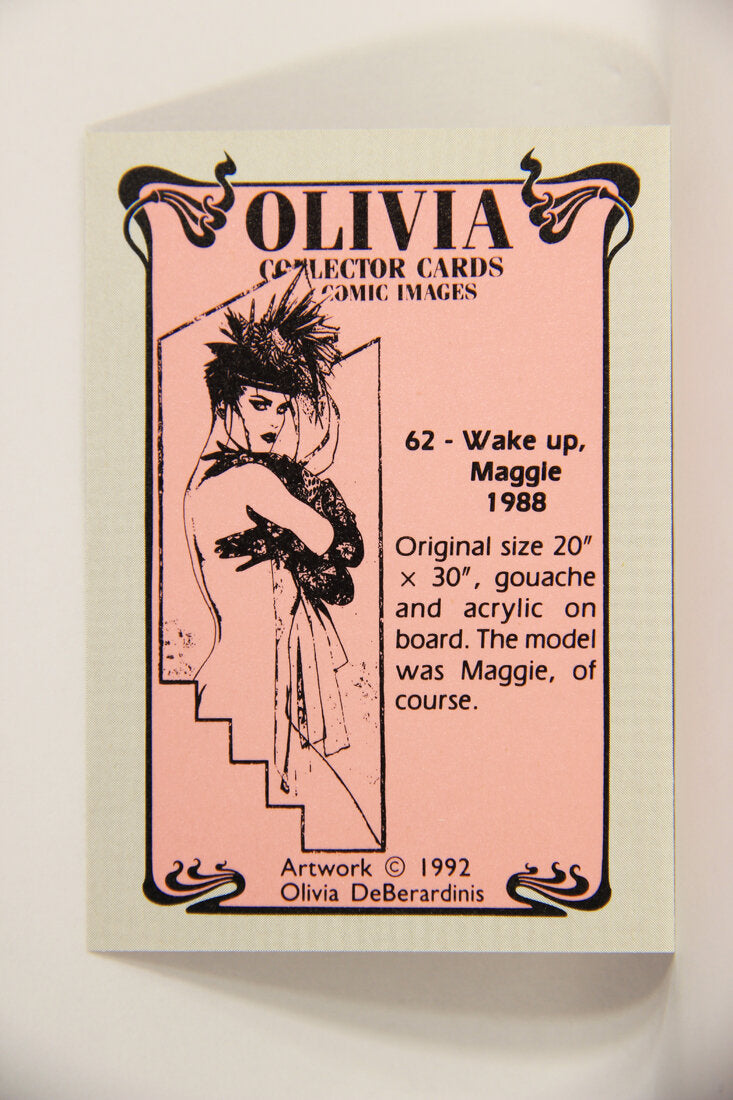 OLIVIA
COLLECTOR CARDS
COMIC IMAGES
62 - Wake up,
Maggie
1988
Original size 20"
× 30", gouache
and acrylic on
board. The model
was Maggie, of
course.
Artwork © 1992
Olivia DeBerardinis